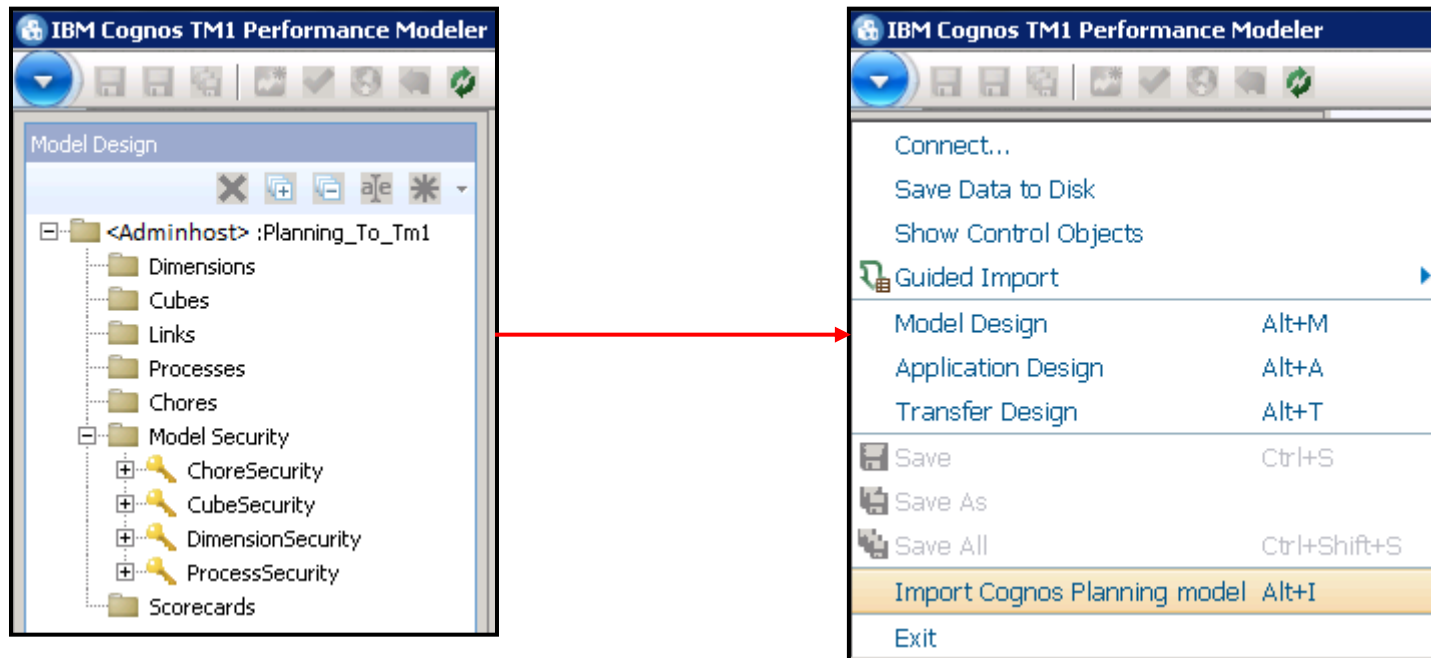 IBM Cognos TM1 Performance Modeler
Model Design
a|e
<Adminhost> :Planning_To_Tm1
Dimensions
Cubes
Links
Processes
Chores
Model Security
ChoreSecurity
CubeSecurity
DimensionSecurity
ProcessSecurity
Scorecards
IBM Cognos TM1 Performance Modeler
Connect...
Save Data to Disk
Show Control Objects
Guided Import
Model Design Alt+M
Application Design Alt+A
Transfer Design Alt+T
Save Ctrl+S
Save As
Save All Ctrl+Shift+S
Import Cognos Planning model Alt+I
Exit